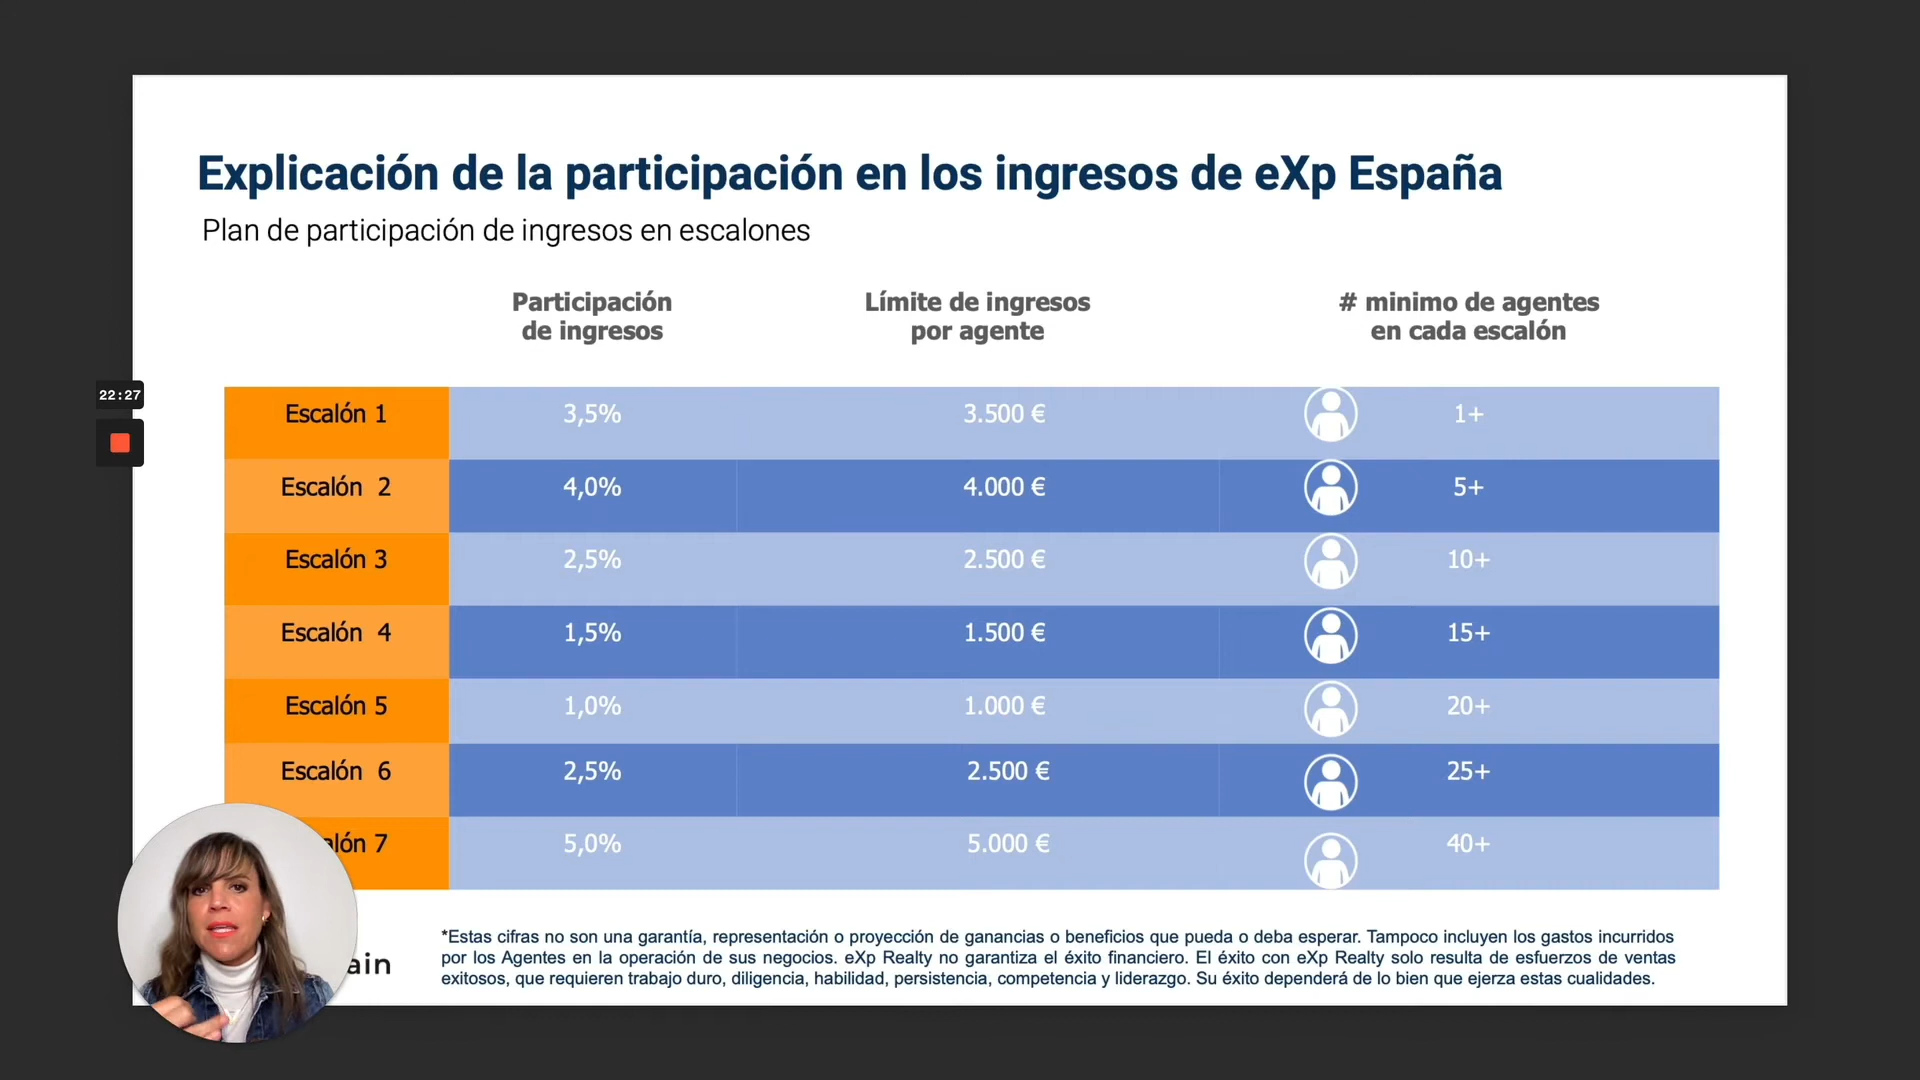 Explicación de la participación en los ingresos de eXp España
Plan de participación de ingresos en escalones
Participación
de ingresos
Límite de ingresos
por agente
# minimo de agentes
en cada escalón
22:27
Escalón 1 3,5% 3.500 € 1+
Escalón 2 4,0% 4.000 € 5+
Escalón 3 2,5% 2.500 € 10+
Escalón 4 1,5% 1.500 € 15+
Escalón 5 1,0% 1.000 € 20+
Escalón 6 2,5% 2.500 € 25+
alón 7 5,0% 5.000 € 40+
*Estas cifras no son una garantía, representación o proyección de ganancias o beneficios que pueda o deba esperar. Tampoco incluyen los gastos incurridos
por los Agentes en la operación de sus negocios. eXp Realty no garantiza el éxito financiero. El éxito con eXp Realty solo resulta de esfuerzos de ventas
exitosos, que requieren trabajo duro, diligencia, habilidad, persistencia, competencia y liderazgo. Su éxito dependerá de lo bien que ejerza estas cualidades.
ain